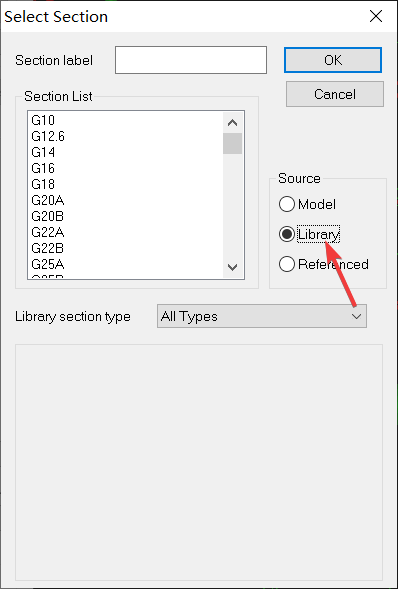 Select Section
Section label
OK
Cancel
Section List
G10
G12.6
G14
G16
G18
G20A
G20B
G22A
G22B
G25A
Source
Model
Library
Referenced
Library section type
All Types